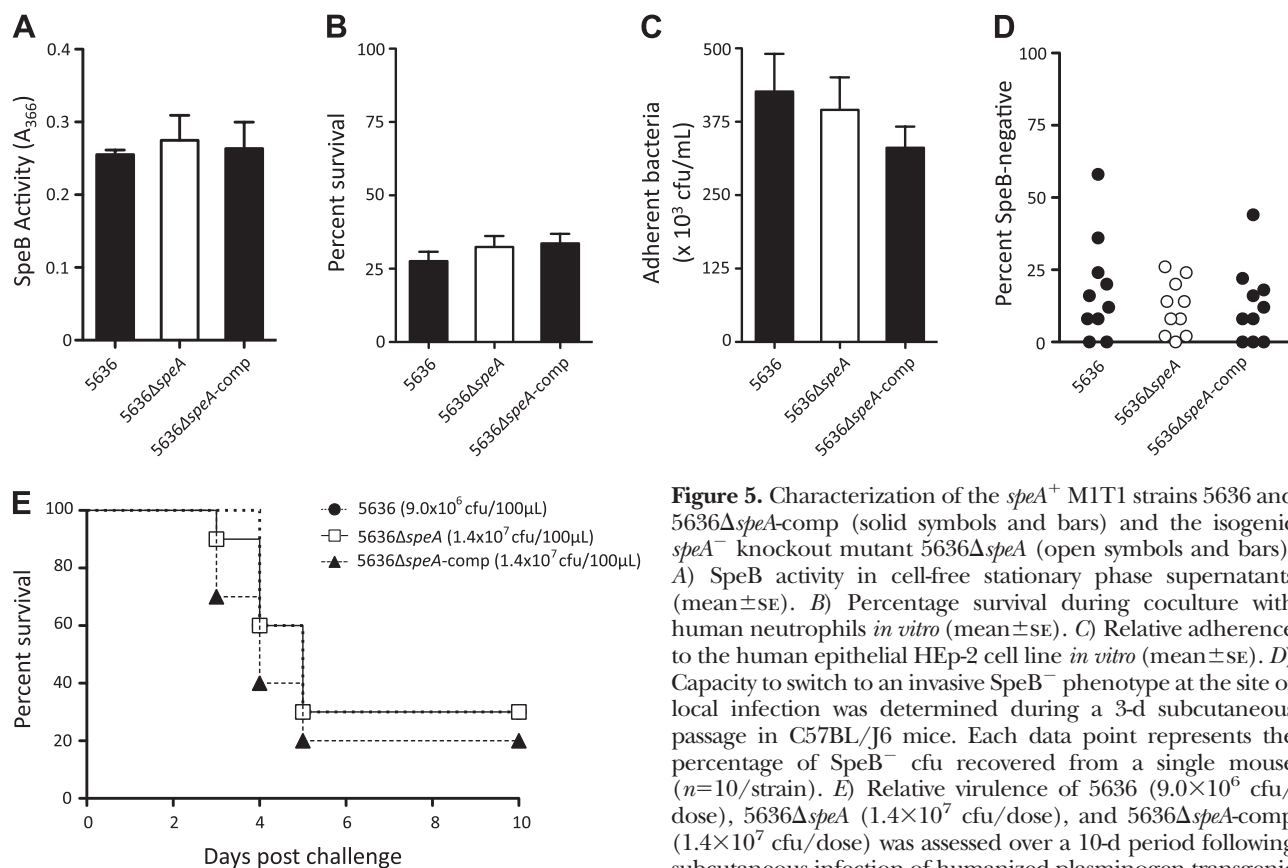 A
SpeB Activity (A366)
0.4
0.3
0.2
0.1
0
5636
5636ΔspeA
5636ΔspeA-comp
B
Percent survival
100
75
50
25
0
5636
5636ΔspeA
5636ΔspeA-comp
C
Adherent bacteria
(x 10³ cfu/mL)
500
375
250
125
0
5636
5636ΔspeA
5636ΔspeA-comp
D
Percent SpeB-negative
100
75
50
25
0
5636
5636ΔspeA
5636ΔspeA-comp
E
Percent survival
100
80
60
40
20
0
0 2 4 6 8 10
Days post challenge
5636 (9.0x10⁶ cfu/100μL)
5636ΔspeA (1.4x10⁷ cfu/100μL)
5636ΔspeA-comp (1.4x10⁷ cfu/100μL)
Figure 5. Characterization of the speA⁺ M1T1 strains 5636 and
5636ΔspeA-comp (solid symbols and bars) and the isogenic
speA⁻ knockout mutant 5636ΔspeA (open symbols and bars)
A) SpeB activity in cell-free stationary phase supernatant
(mean±SE). B) Percentage survival during coculture with
human neutrophils in vitro (mean±SE). C) Relative adherence
to the human epithelial HEp-2 cell line in vitro (mean±SE). D)
Capacity to switch to an invasive SpeB⁻ phenotype at the site o
local infection was determined during a 3-d subcutaneous
passage in C57BL/J6 mice. Each data point represents the
percentage of SpeB⁻ cfu recovered from a single mouse
(n=10/strain). E) Relative virulence of 5636 (9.0×10⁶ cfu/
dose), 5636ΔspeA (1.4×10⁷ cfu/dose), and 5636ΔspeA-comp
(1.4×10⁷ cfu/dose) was assessed over a 10-d period following
subcutaneous infection of humanized plasminogen transgenic